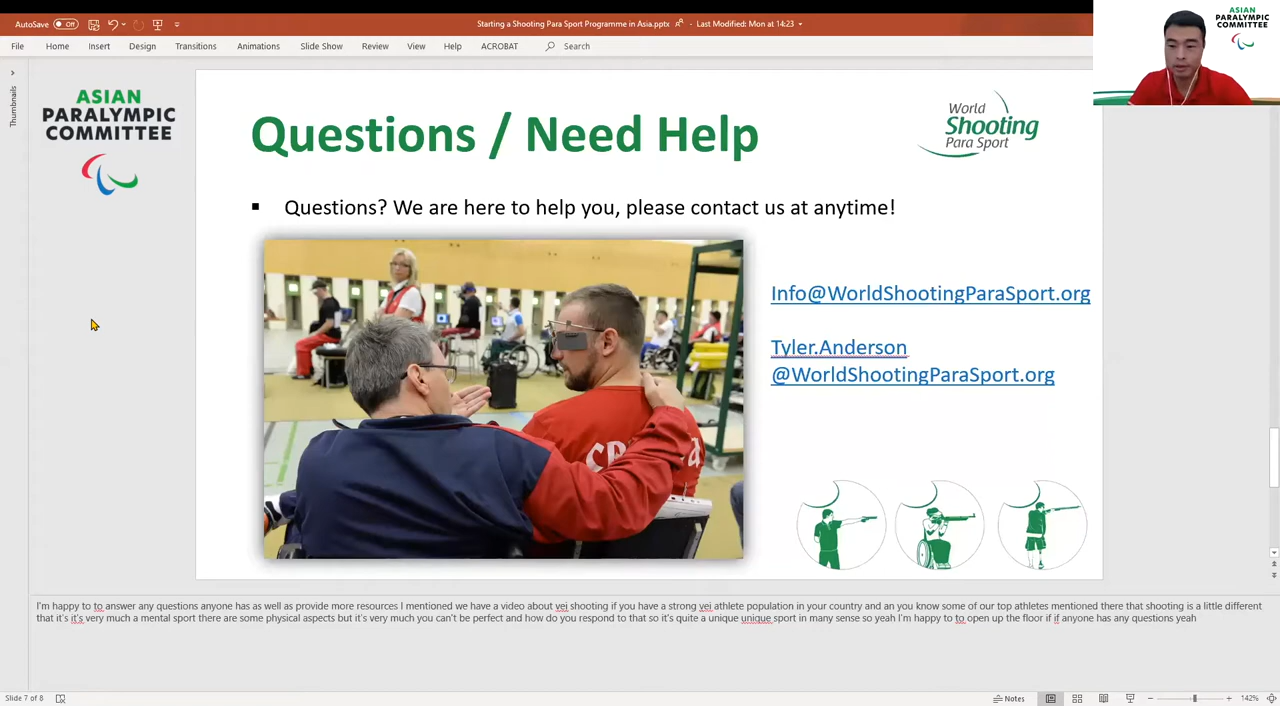 AutoSave Off
Starting a Shooting Para Sport Programme in Asia.pptx - Last Modified: Mon at 14:23
File Home Insert Design Transitions Animations Slide Show Review View Help ACROBAT Search
ASIAN
PARALYMPIC
COMMITTEE
Thumbnails
ASIAN
PARALYMPIC
COMMITTEE
Questions / Need Help
World
Shooting
Para Sport
▪ Questions? We are here to help you, please contact us at anytime!
Info@WorldShootingParaSport.org
Tyler.Anderson
@WorldShootingParaSport.org
I'm happy to to answer any questions anyone has as well as provide more resources I mentioned we have a video about vei shooting if you have a strong vei athlete population in your country and an you know some of our top athletes mentioned there that shooting is a little different
that it's it's very much a mental sport there are some physical aspects but it's very much you can't be perfect and how do you respond to that so it's quite a unique unique sport in many sense so yeah I'm happy to to open up the floor if if anyone has any questions yeah
Slide 7 of 8
Notes
142%